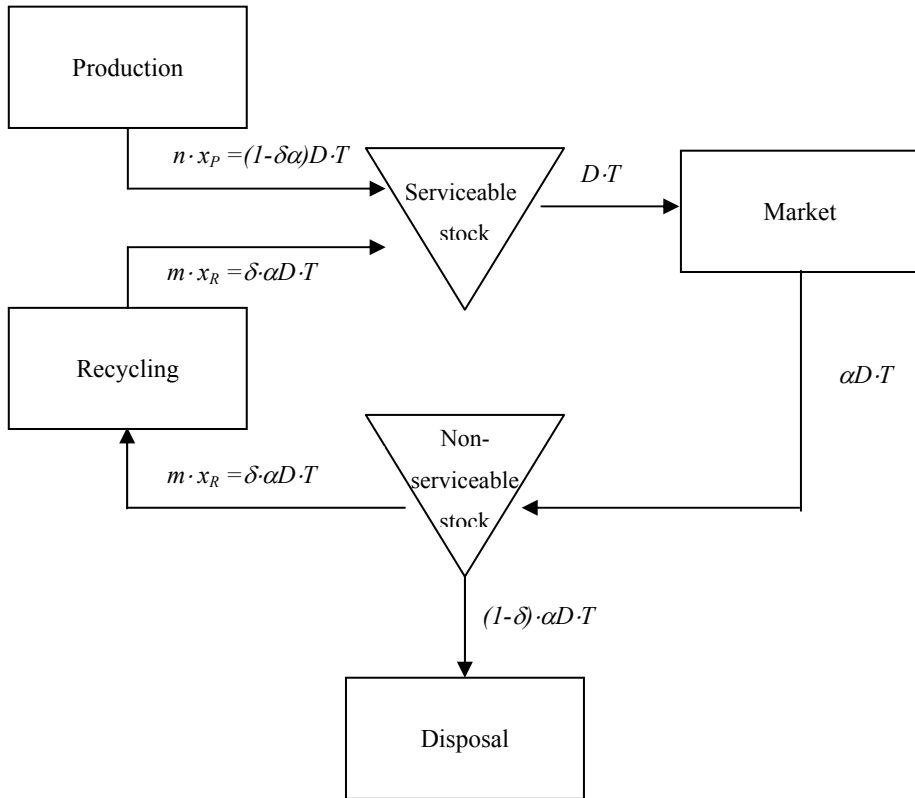 Production
n· x_P =(1-δα)D·T
Serviceable
stock
D·T
Market
m· x_R = δ·αD·T
Recycling
αD·T
Non-
serviceable
stock
m· x_R = δ·αD·T
(1-δ)·αD·T
Disposal